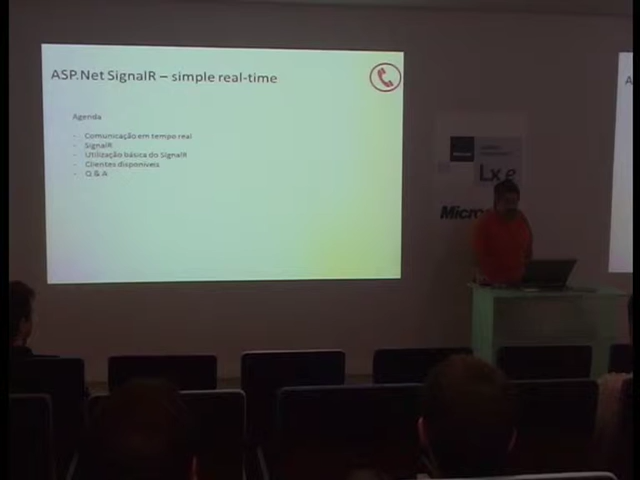 ASP.Net SignalR – simple real-time
Agenda
- Comunicação em tempo real
- SignalR
- Utilização básica do SignalR
- Clientes disponíveis
- Q & A
Lx
Micro
A